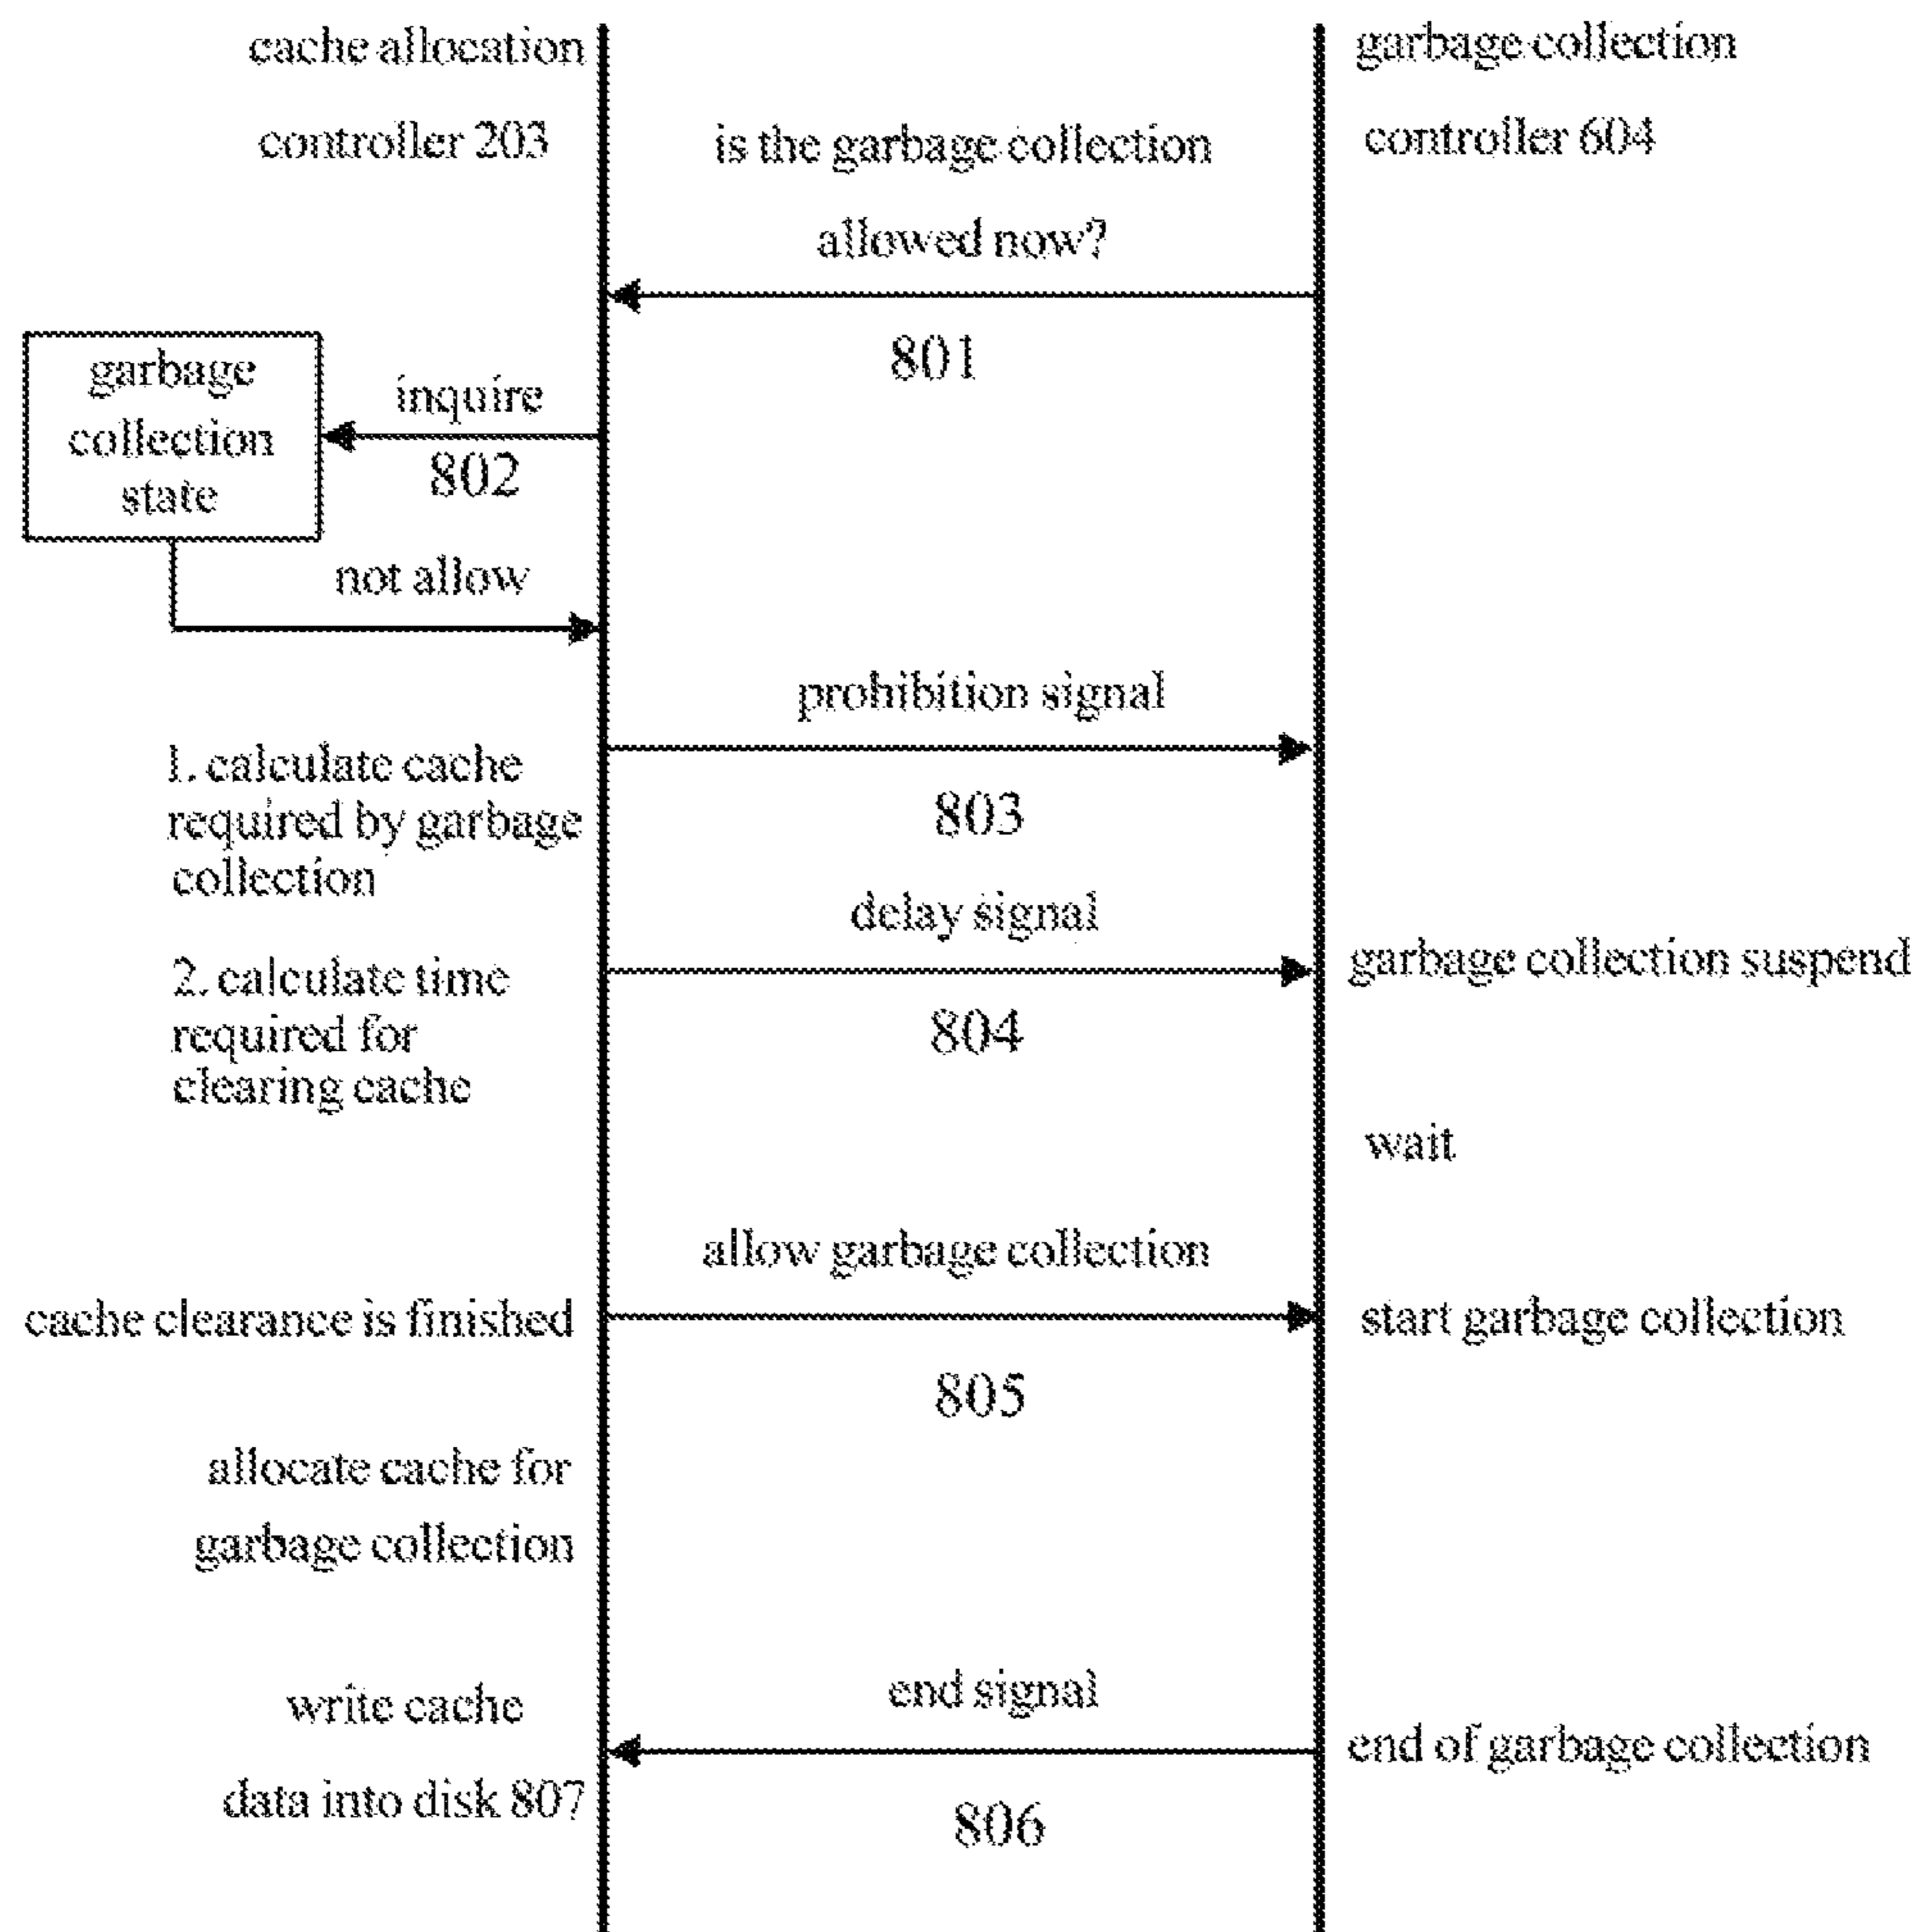 cache allocation
controller 203
garbage collection
controller 604
is the garbage collection
allowed now?
801
garbage
collection
state
inquire
802
not allow
prohibition signal
803
1. calculate cache
required by garbage
collection
delay signal
804
garbage collection suspend
2. calculate time
required for
clearing cache
wait
allow garbage collection
cache clearance is finished
start garbage collection
805
allocate cache for
garbage collection
write cache
data into disk 807
end signal
end of garbage collection
806